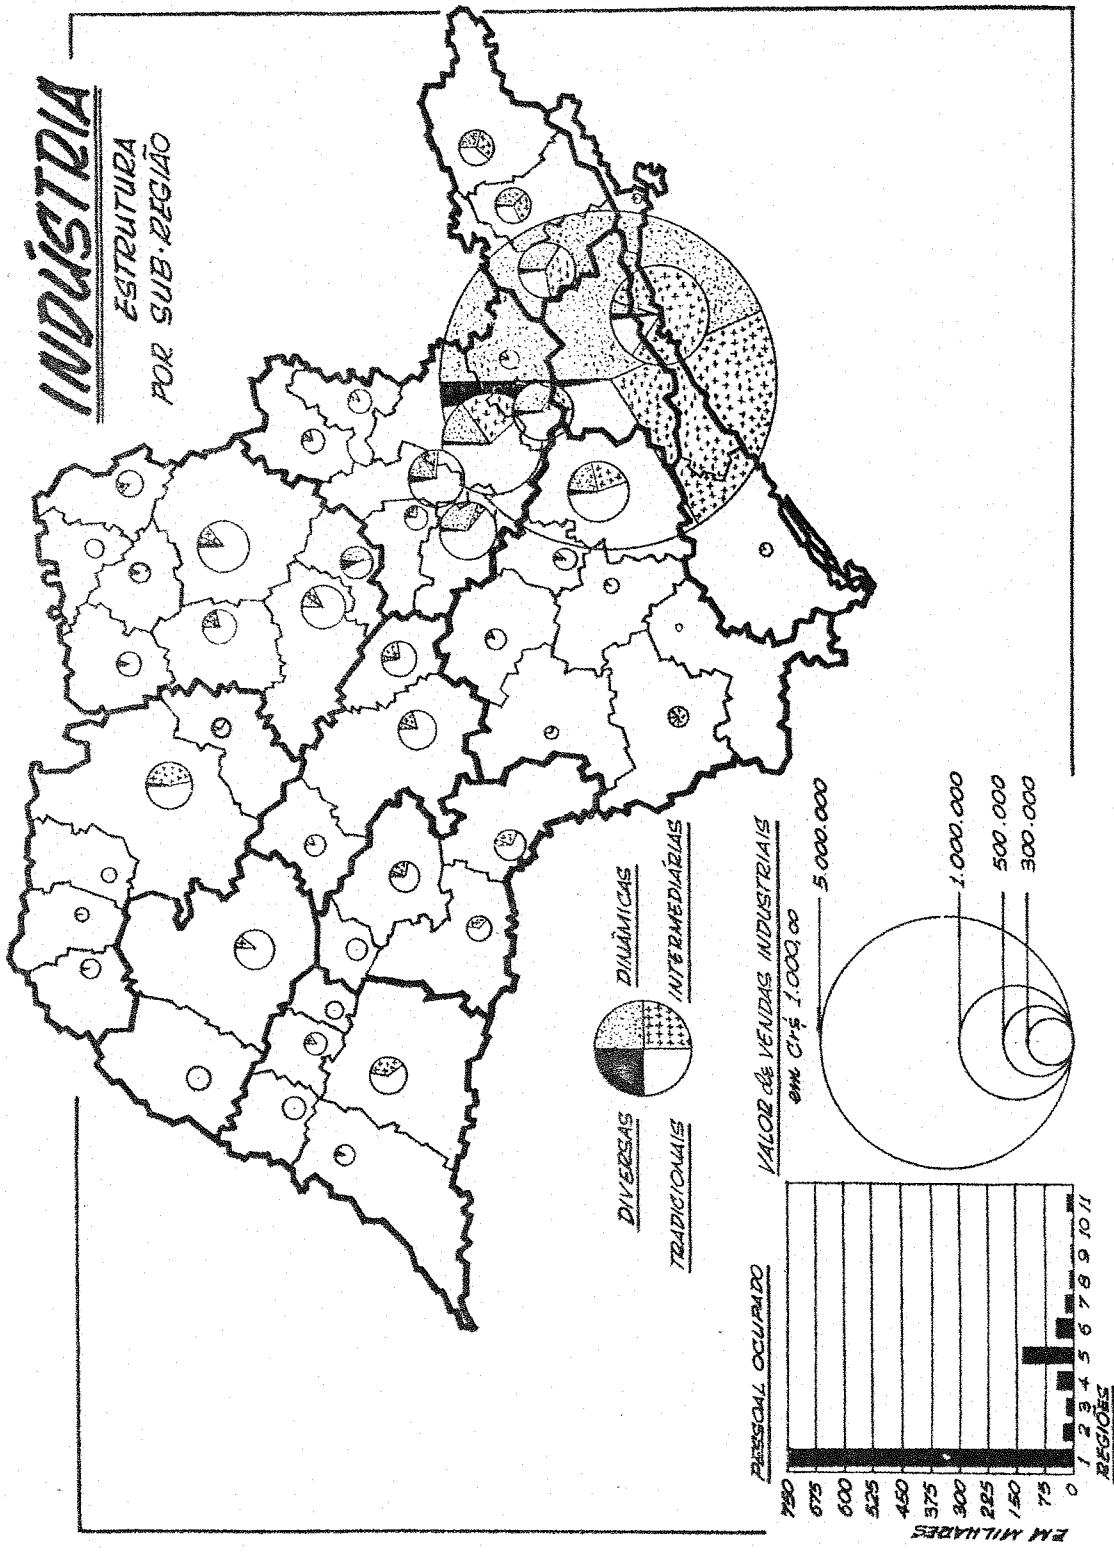 INDÚSTRIA
ESTRUTURA
POR SUB-REGIÃO
DIVERSAS
DINÂMICAS
TRADICIONAIS
INTERMEDIÁRIAS
PESSOAL OCUPADO
EM MILHARES
750
675
600
525
450
375
300
225
150
75
0
1 2 3 4 5 6 7 8 9 10 11
REGIÕES
VALOR de VENDAS INDUSTRIAIS
em Cr$ 1.000,00
5.000.000
1.000.000
500.000
300.000